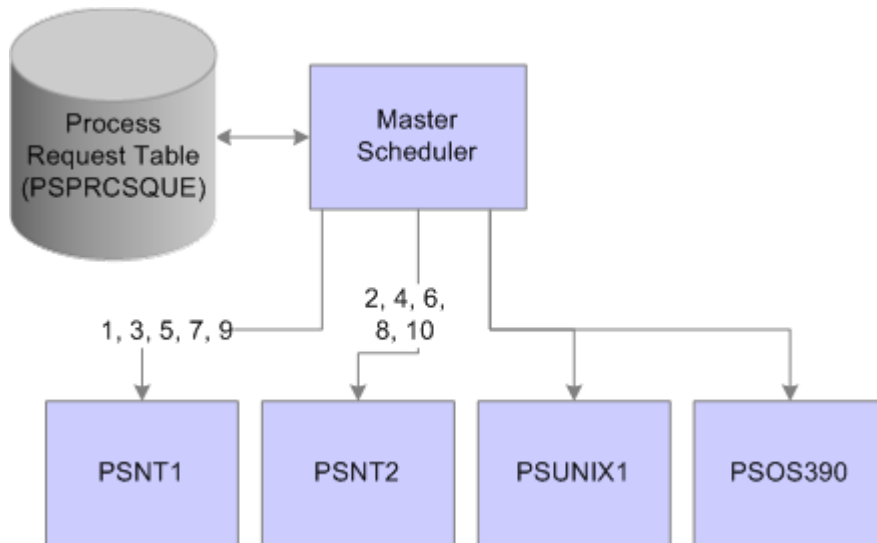 Process
Request Table
(PSPRCSQUE)
Master
Scheduler
1, 3, 5, 7, 9
2, 4, 6,
8, 10
PSNT1
PSNT2
PSUNIX1
PSOS390